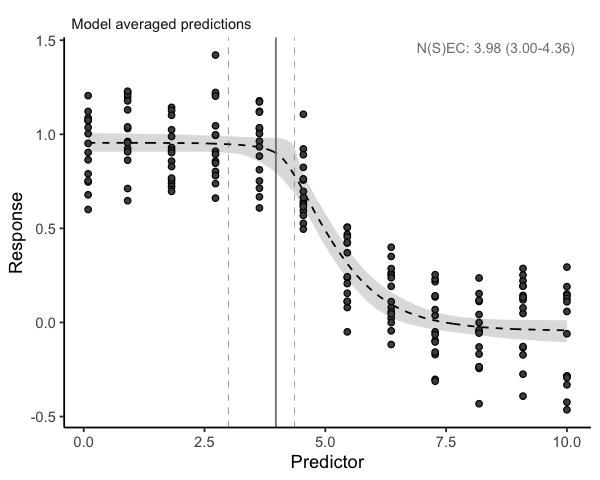 Model averaged predictions
N(S)EC: 3.98 (3.00-4.36)
1.5
1.0
0.5
0.0
-0.5
Response
0.0 2.5 5.0 7.5 10.0
Predictor